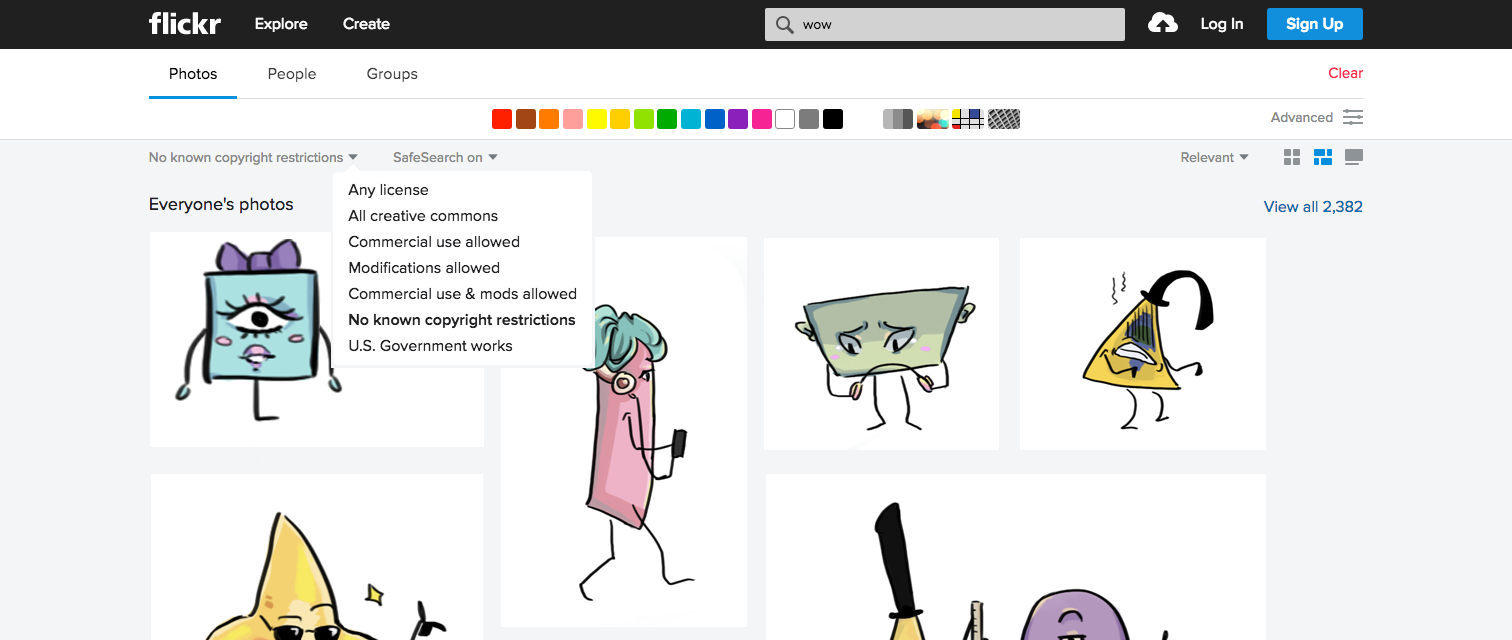 flickr Explore Create wow Log In Sign Up
Photos People Groups Clear
Advanced
No known copyright restrictions SafeSearch on Relevant
Any license
Everyone's photos View all 2,382
All creative commons
Commercial use allowed
Modifications allowed
Commercial use & mods allowed
No known copyright restrictions
U.S. Government works